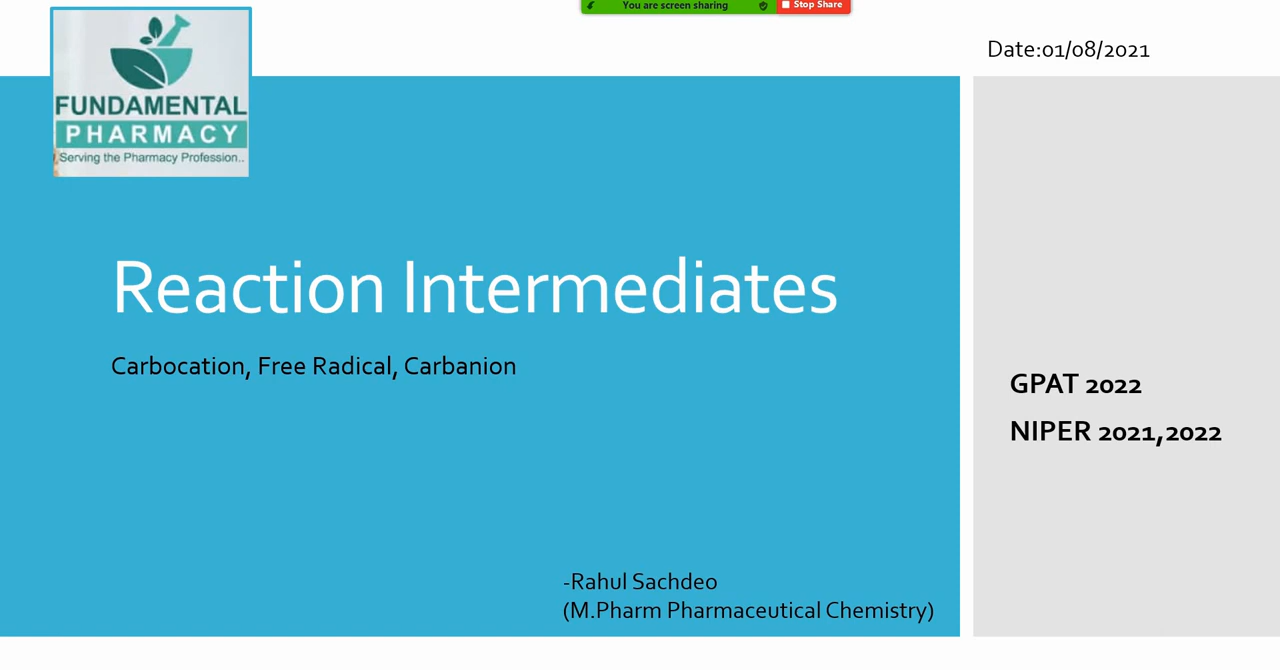 You are screen sharing
Stop Share
Date:01/08/2021
FUNDAMENTAL
PHARMACY
Serving the Pharmacy Profession..
Reaction Intermediates
Carbocation, Free Radical, Carbanion
GPAT 2022
NIPER 2021,2022
-Rahul Sachdeo
(M.Pharm Pharmaceutical Chemistry)